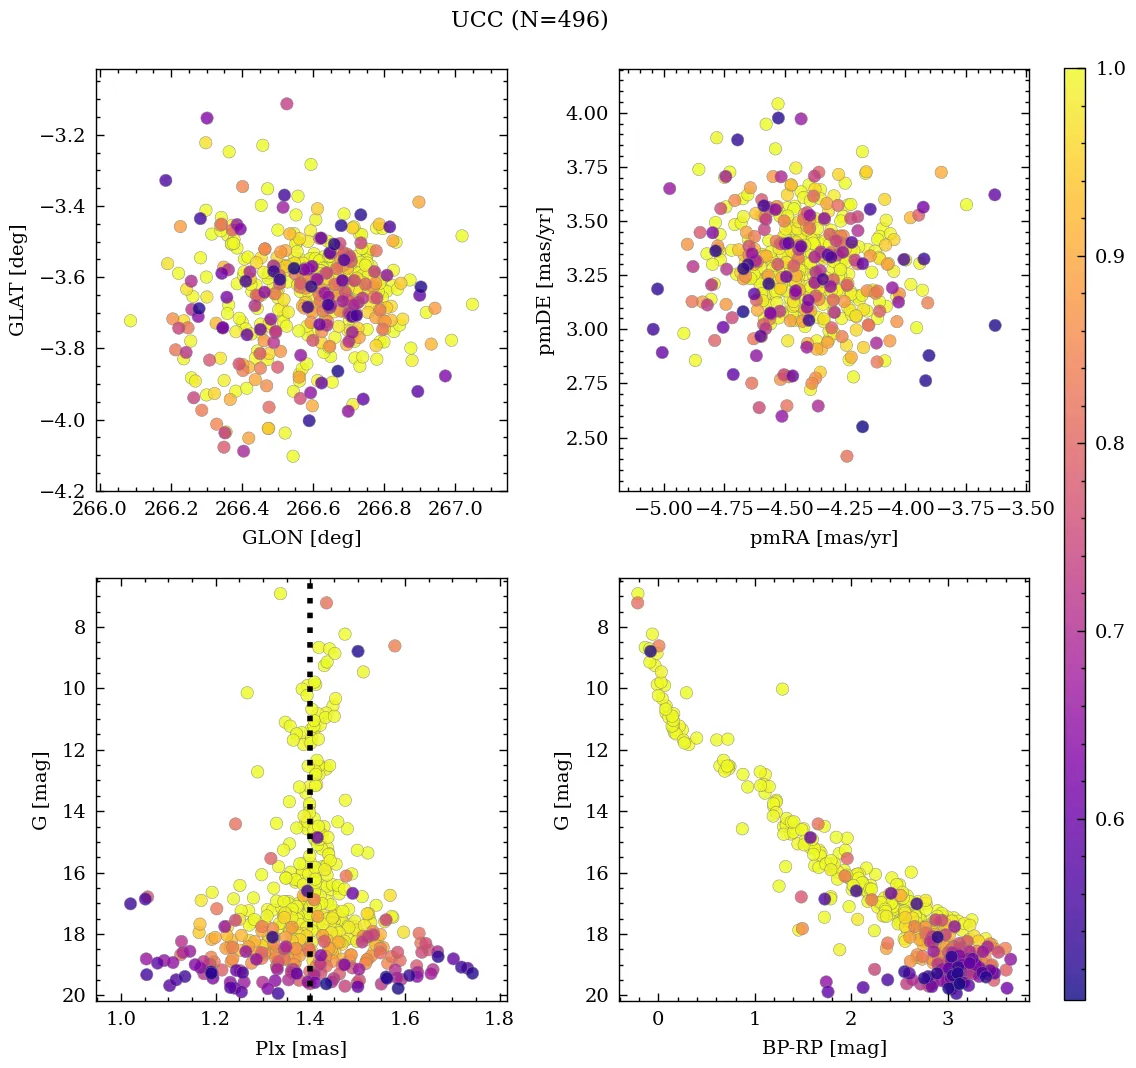 UCC (N=496)
−3.2
−3.4
−3.6
−3.8
−4.0
−4.2
GLAT [deg]
266.0 266.2 266.4 266.6 266.8 267.0
GLON [deg]
4.00
3.75
3.50
3.25
3.00
2.75
2.50
pmDE [mas/yr]
−5.00 −4.75 −4.50 −4.25 −4.00 −3.75 −3.50
pmRA [mas/yr]
8
10
12
14
16
18
20
G [mag]
1.0 1.2 1.4 1.6 1.8
Plx [mas]
8
10
12
14
16
18
20
G [mag]
0 1 2 3
BP-RP [mag]
1.0
0.9
0.8
0.7
0.6